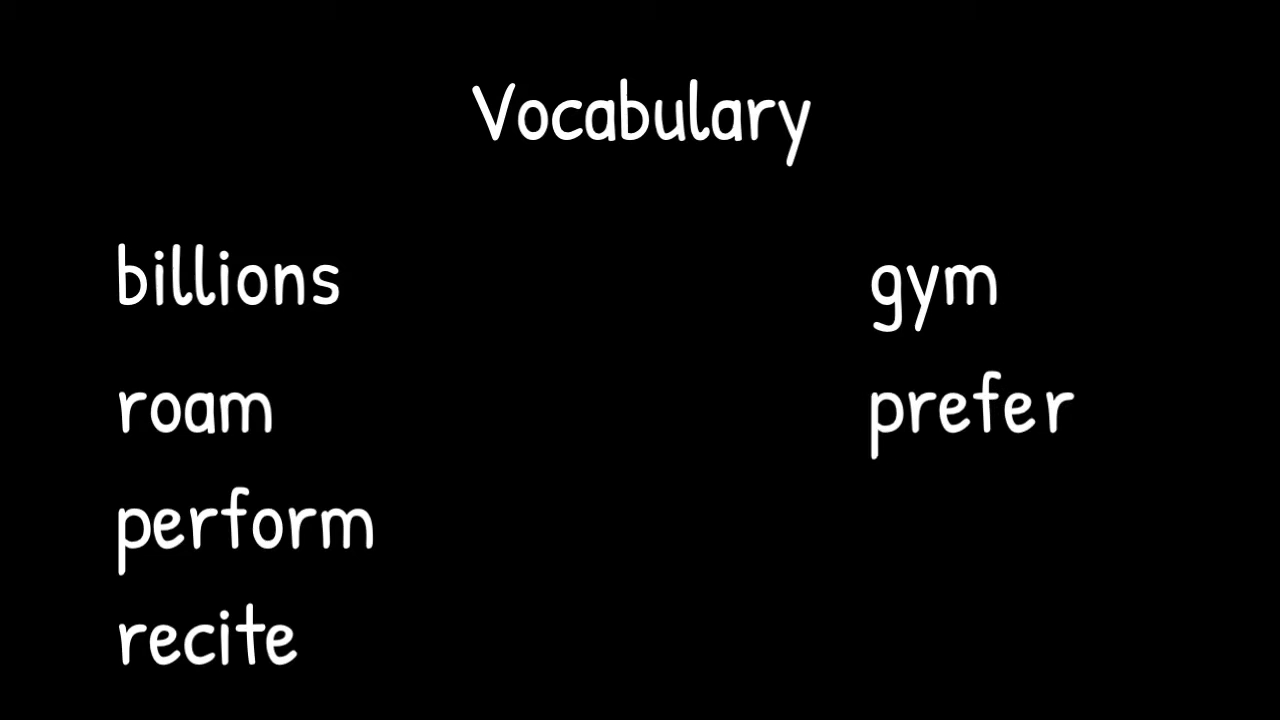 Vocabulary
billions
roam
perform
recite
gym
prefer